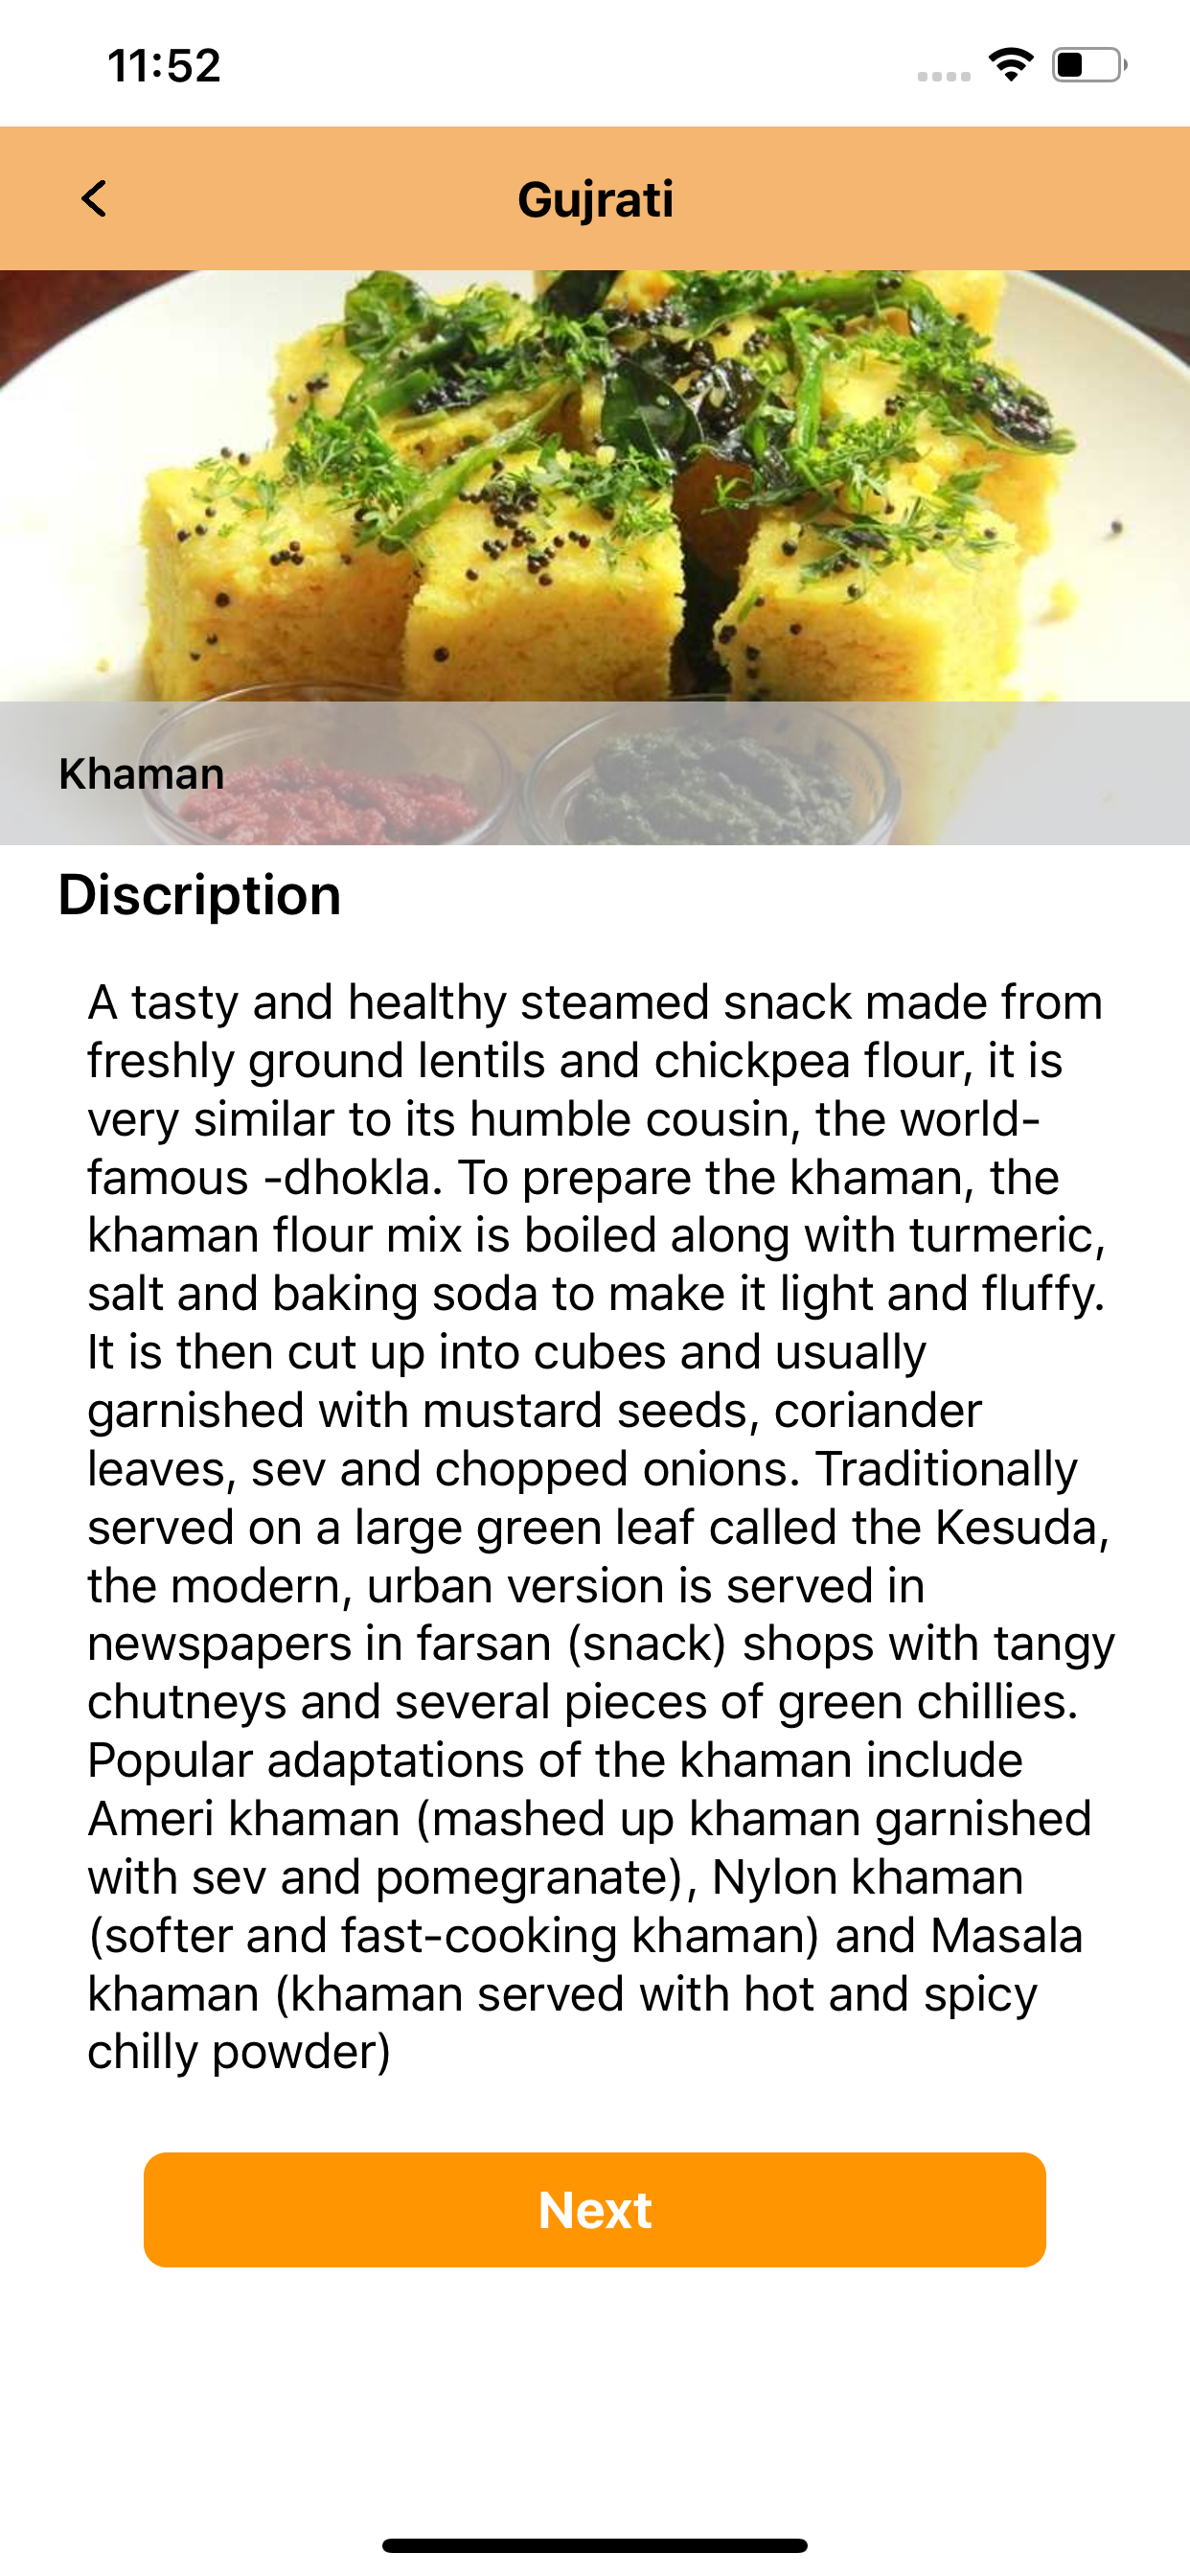 11:52
Gujrati
Khaman
Discription
A tasty and healthy steamed snack made from
freshly ground lentils and chickpea flour, it is
very similar to its humble cousin, the world-
famous -dhokla. To prepare the khaman, the
khaman flour mix is boiled along with turmeric,
salt and baking soda to make it light and fluffy.
It is then cut up into cubes and usually
garnished with mustard seeds, coriander
leaves, sev and chopped onions. Traditionally
served on a large green leaf called the Kesuda,
the modern, urban version is served in
newspapers in farsan (snack) shops with tangy
chutneys and several pieces of green chillies.
Popular adaptations of the khaman include
Ameri khaman (mashed up khaman garnished
with sev and pomegranate), Nylon khaman
(softer and fast-cooking khaman) and Masala
khaman (khaman served with hot and spicy
chilly powder)
Next